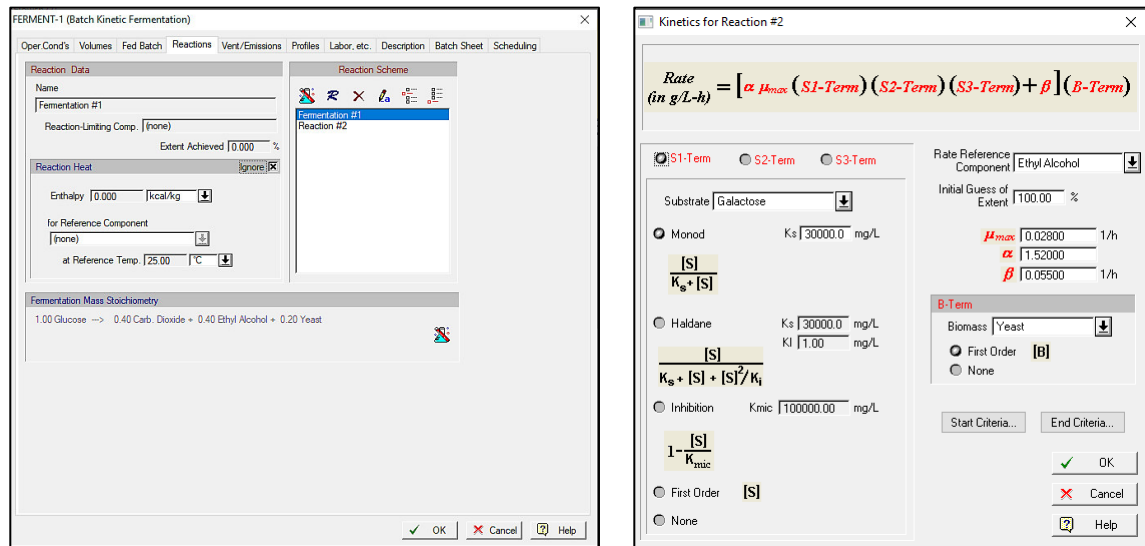 FERMENT-1 (Batch Kinetic Fermentation)
Oper.Cond's Volumes Fed Batch Reactions Vent/Emissions Profiles Labor, etc. Description Batch Sheet Scheduling
Reaction Data
Name
Fermentation #1
Reaction-Limiting Comp. (none)
Extent Achieved 0.000 %
Reaction Heat Ignore
Enthalpy 0.000 kcal/kg
for Reference Component
(none)
at Reference Temp. 25.00 °C
Reaction Scheme
Fermentation #1
Reaction #2
Fermentation Mass Stoichiometry
1.00 Glucose —> 0.40 Carb. Dioxide + 0.40 Ethyl Alcohol + 0.20 Yeast
OK Cancel Help
Kinetics for Reaction #2
Rate (in g/L-h) = [α μmax (S1-Term) (S2-Term) (S3-Term) + β] (B-Term)
S1-Term S2-Term S3-Term
Substrate Galactose
Monod Ks 30000.0 mg/L
[S]
Ks + [S]
Haldane Ks 30000.0 mg/L
KI 1.00 mg/L
[S]
Ks + [S] + [S]²/Ki
Inhibition Kmic 100000.00 mg/L
1 - [S]
Kmic
First Order [S]
None
Rate Reference
Component Ethyl Alcohol
Initial Guess of
Extent 100.00 %
μmax 0.02800 1/h
α 1.52000
β 0.05500 1/h
B-Term
Biomass Yeast
First Order [B]
None
Start Criteria... End Criteria...
OK
Cancel
Help